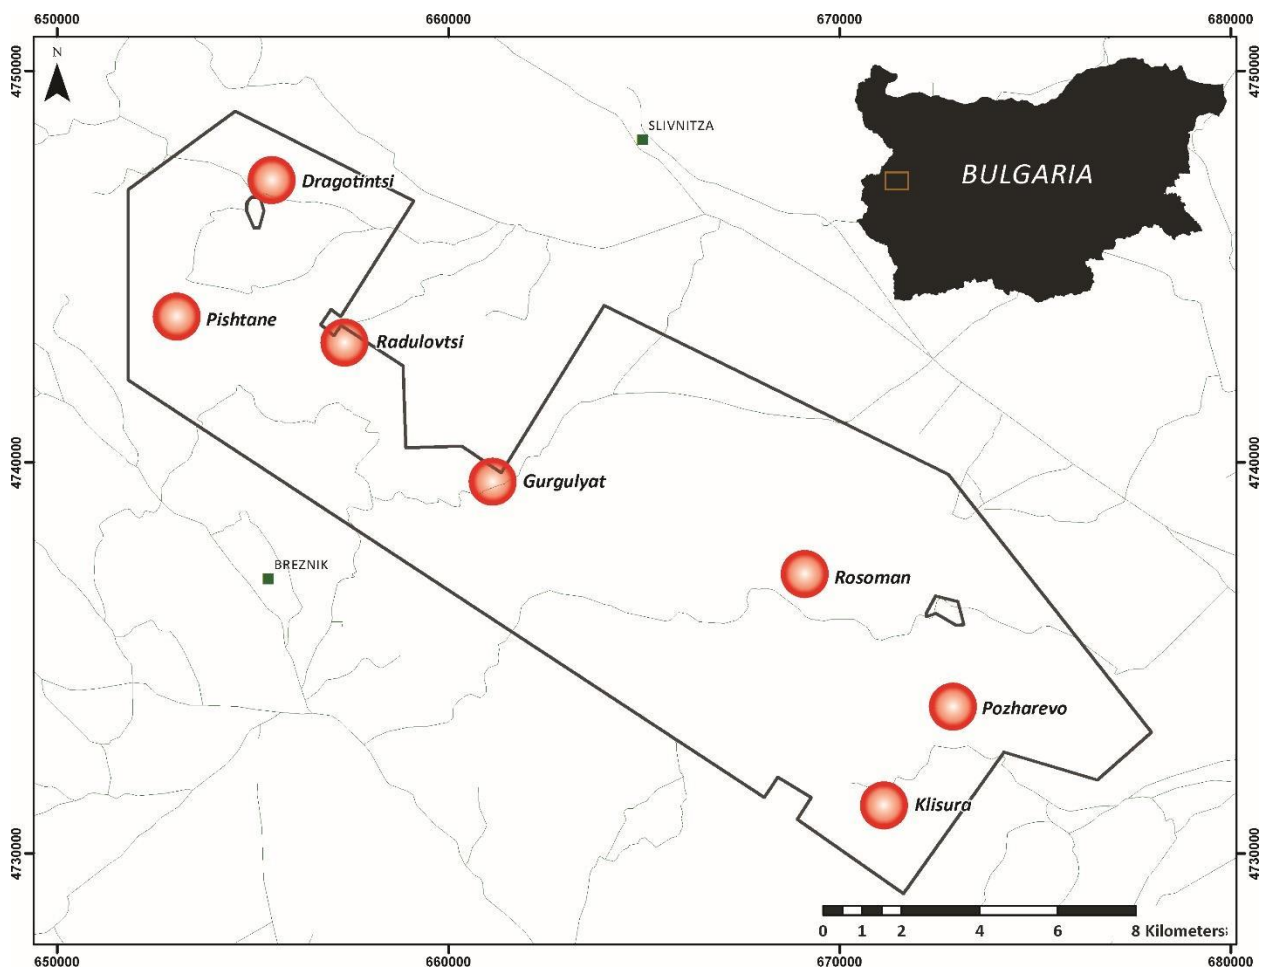 650000 660000 670000 680000
N
4750000 4750000
SLIVNITZA
BULGARIA
Dragotintsi
Pishtane
Radulovtsi
4740000 4740000
Gurgulyat
BREZNIK
Rosoman
Pozharevo
Klisura
4730000 4730000
0 1 2 4 6 8 Kilometers
650000 660000 670000 680000